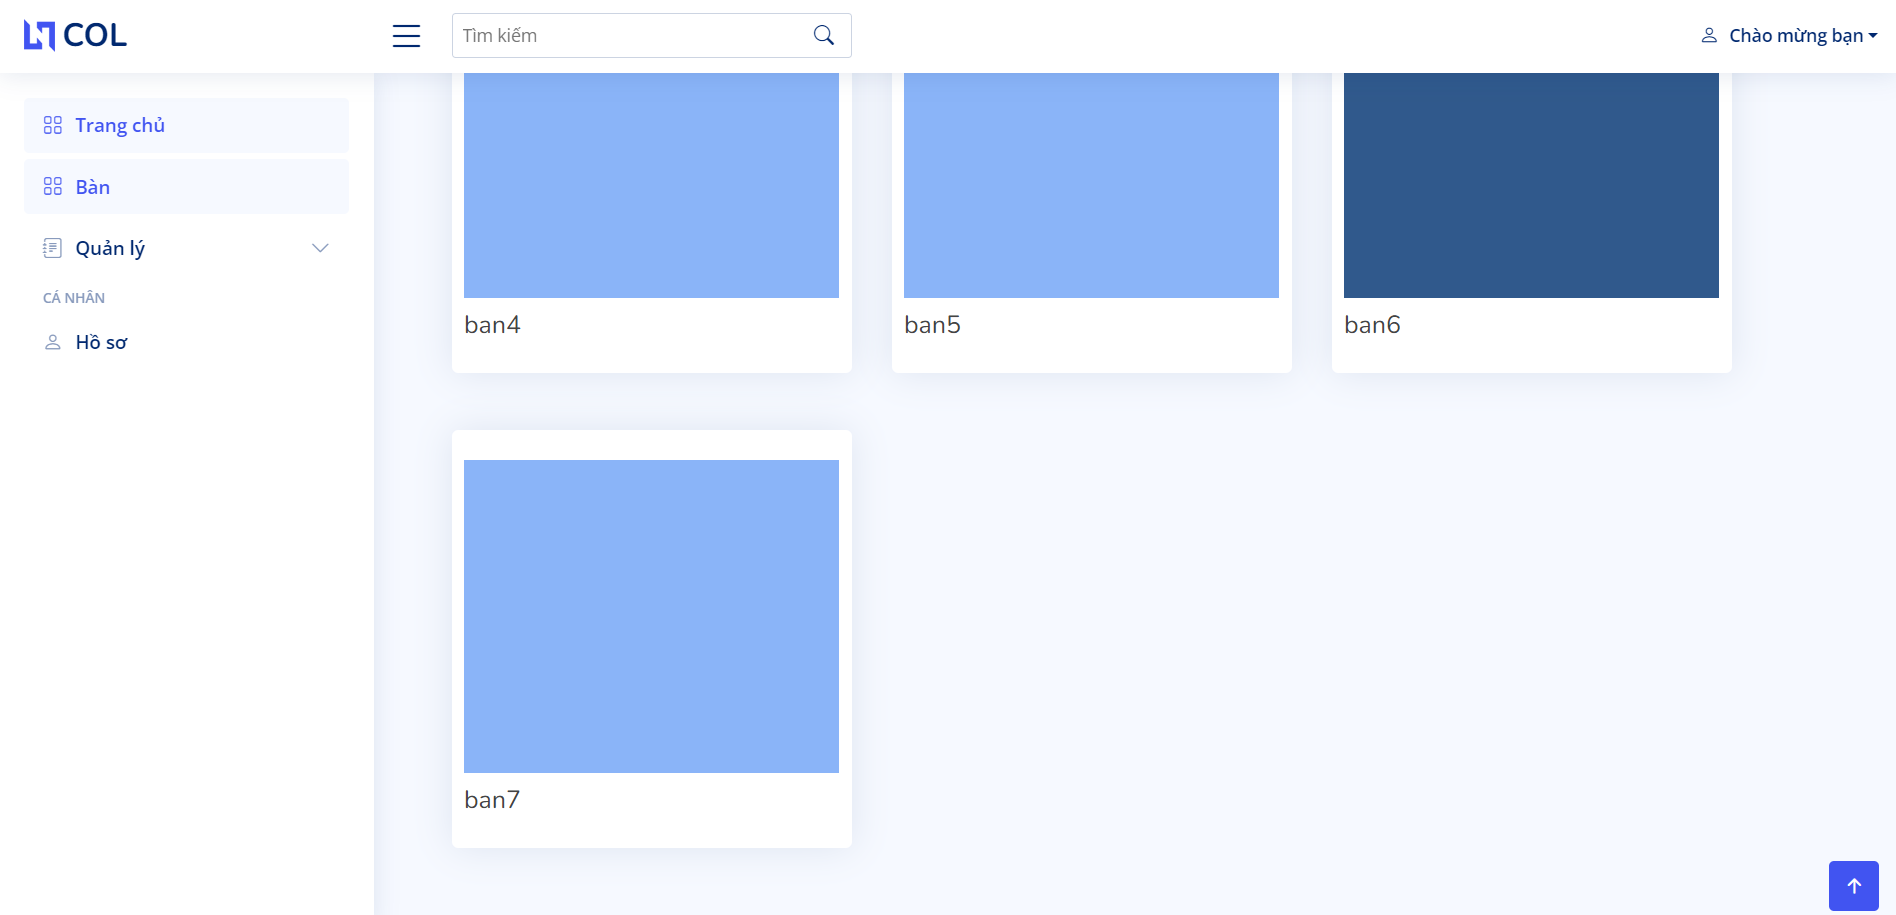 COL
Tìm kiếm
Chào mừng bạn
Trang chủ
Bàn
Quản lý
CÁ NHÂN
Hồ sơ
ban4
ban5
ban6
ban7